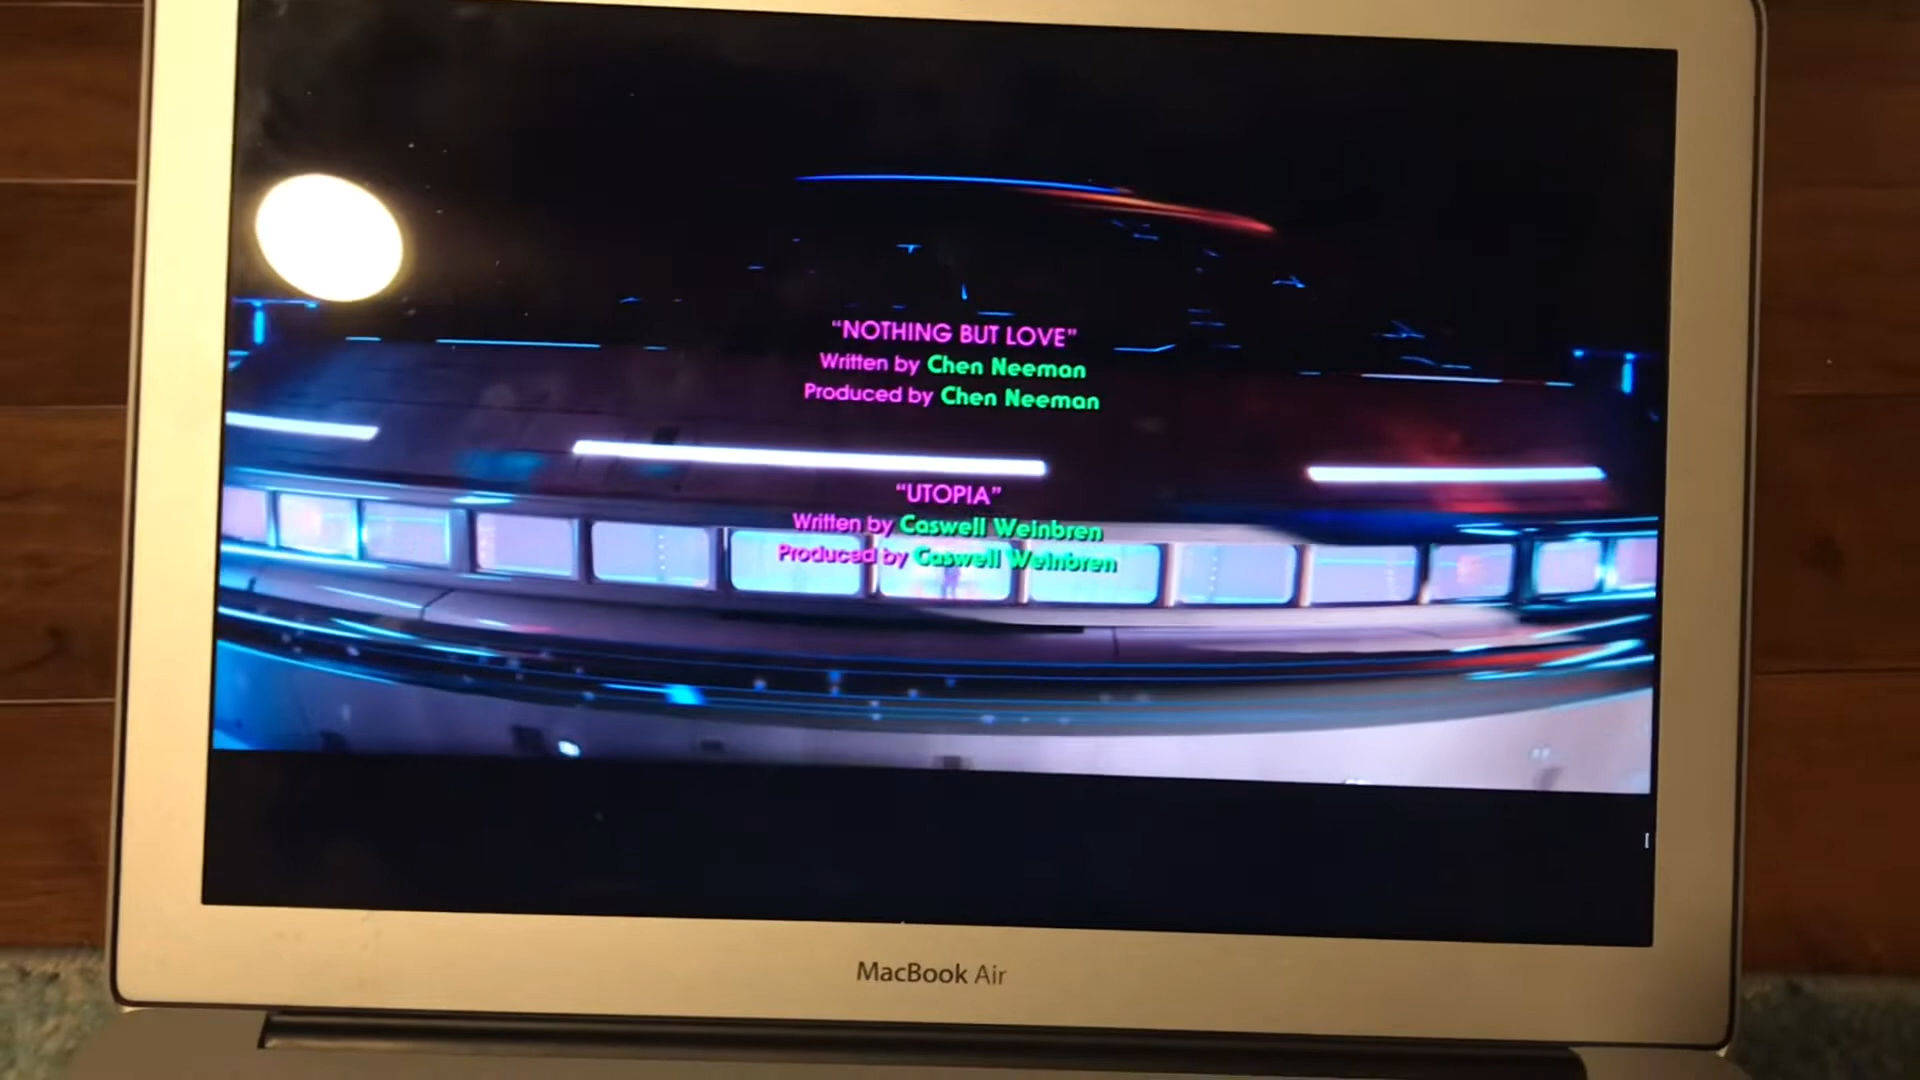 “NOTHING BUT LOVE”
Written by Chen Neeman
Produced by Chen Neeman
“UTOPIA”
Written by Caswell Weinbren
Produced by Caswell Weinbren
MacBook Air